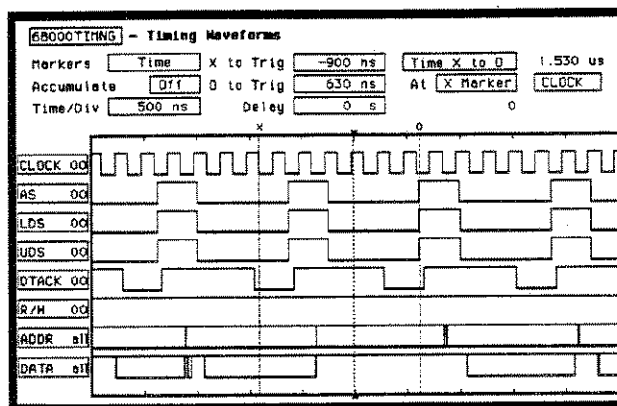 68000TIMNG - Timing Waveforms
Markers Time X to Trig -900 ns Time X to O 1.530 us
Accumulate Off O to Trig 630 ns At X Marker CLOCK
Time/Div 500 ns Delay 0 s 0
X O
CLOCK 00
AS 00
LDS 00
UDS 00
DTACK 00
R/W 00
ADDR all
DATA all